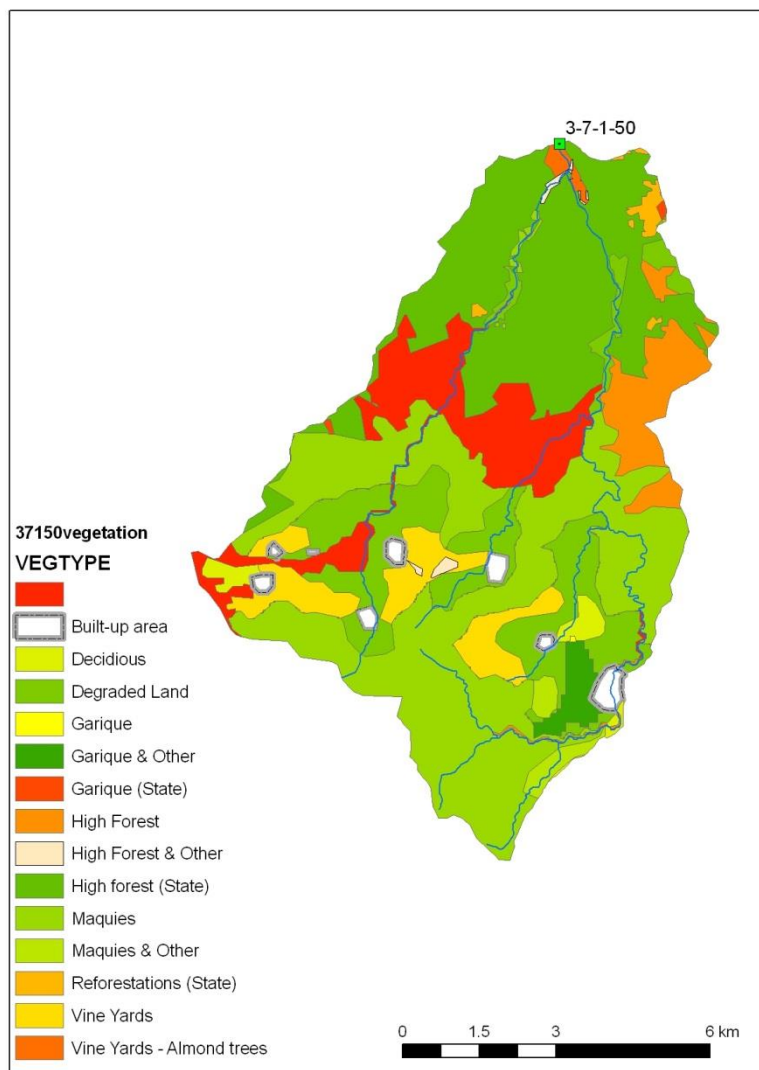 3-7-1-50
37150vegetation
VEGTYPE
Built-up area
Decidious
Degraded Land
Garique
Garique & Other
Garique (State)
High Forest
High Forest & Other
High forest (State)
Maquies
Maquies & Other
Reforestations (State)
Vine Yards
Vine Yards - Almond trees
0 1.5 3 6 km